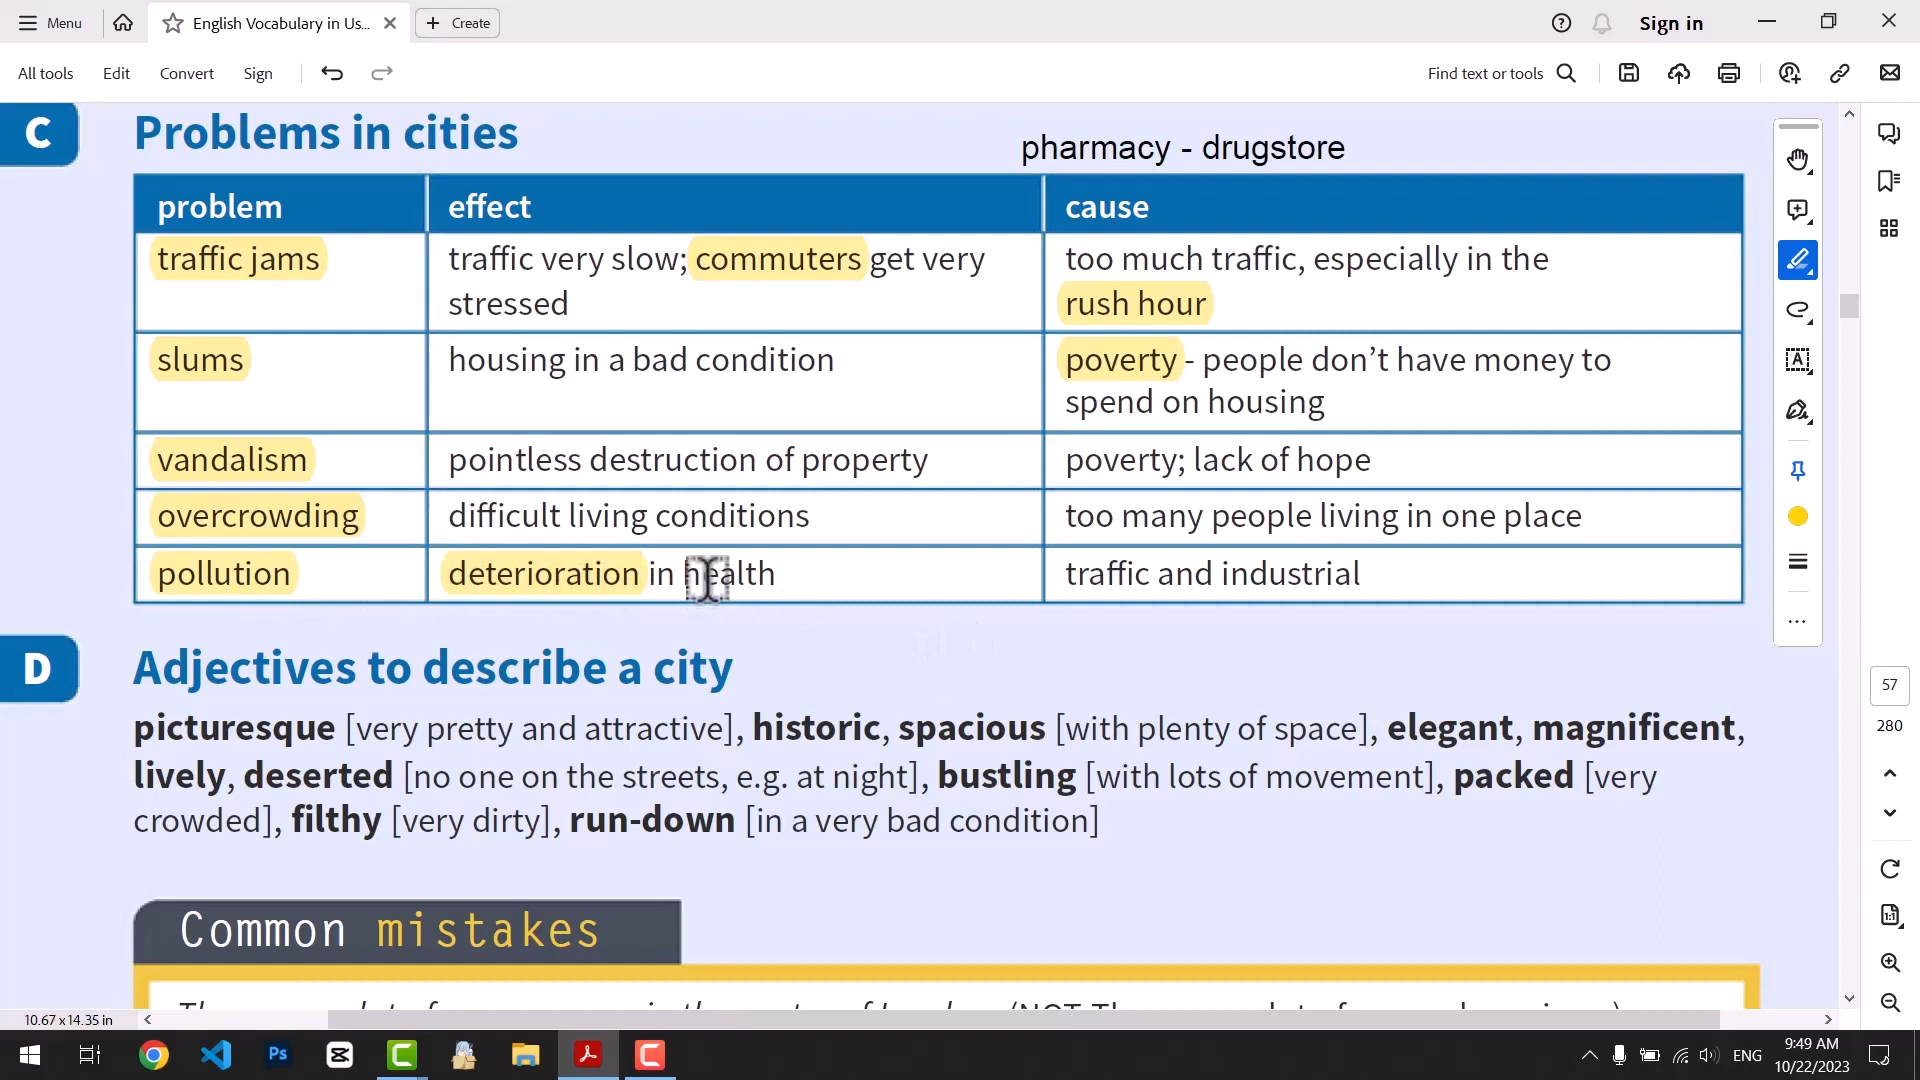 Menu
English Vocabulary in Us...
Create
Sign in
All tools
Edit
Convert
Sign
Find text or tools
C
Problems in cities
pharmacy - drugstore
problem
effect
cause
traffic jams
traffic very slow; commuters get very
stressed
too much traffic, especially in the
rush hour
slums
housing in a bad condition
poverty - people don't have money to
spend on housing
vandalism
pointless destruction of property
poverty; lack of hope
overcrowding
difficult living conditions
too many people living in one place
pollution
deterioration in health
traffic and industrial
57
280
D
Adjectives to describe a city
picturesque [very pretty and attractive], historic, spacious [with plenty of space], elegant, magnificent,
lively, deserted [no one on the streets, e.g. at night], bustling [with lots of movement], packed [very
crowded], filthy [very dirty], run-down [in a very bad condition]
Common mistakes
10.67 x 14.35 in
Ps
ENG
9:49 AM
10/22/2023